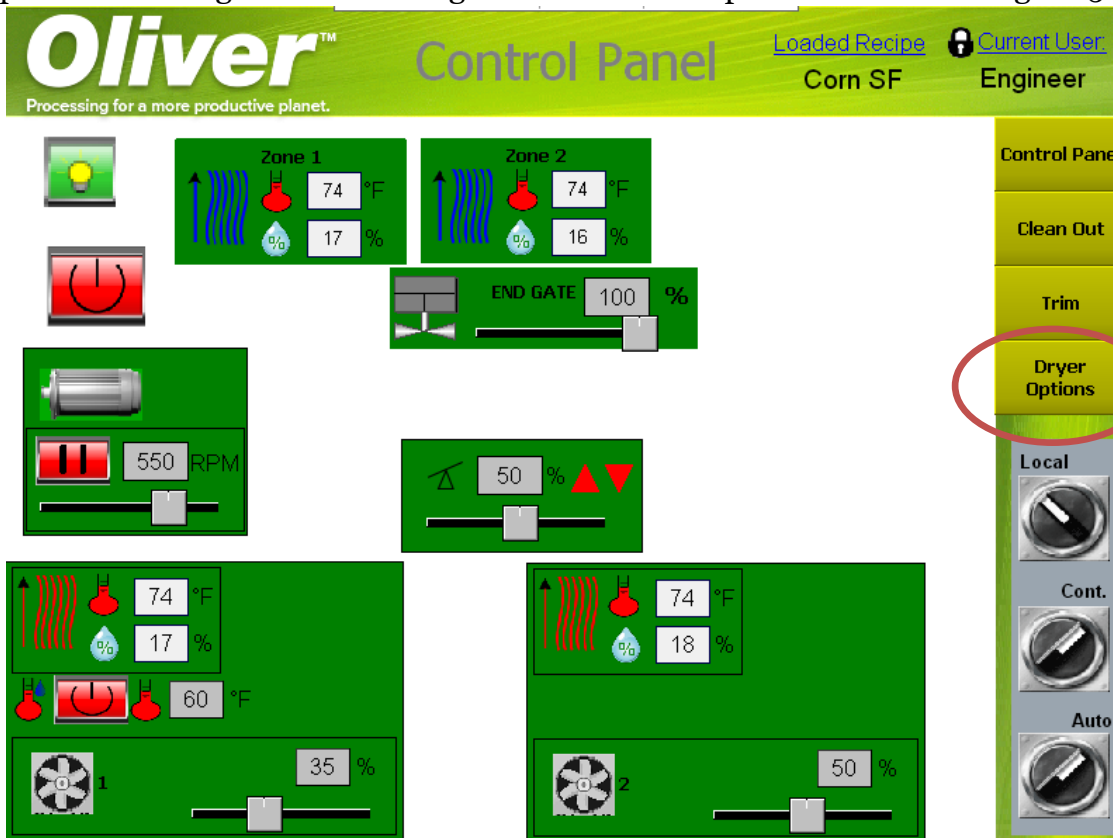 Oliver™
Processing for a more productive planet.
Control Panel
Loaded Recipe
Corn SF
Current User:
Engineer
Zone 1
74 °F
% 17 %
Zone 2
74 °F
% 16 %
END GATE 100 %
550 RPM
50 %
74 °F
% 17 %
60 °F
1
35 %
74 °F
% 18 %
2
50 %
Control Pane
Clean Out
Trim
Dryer
Options
Local
Cont.
Auto